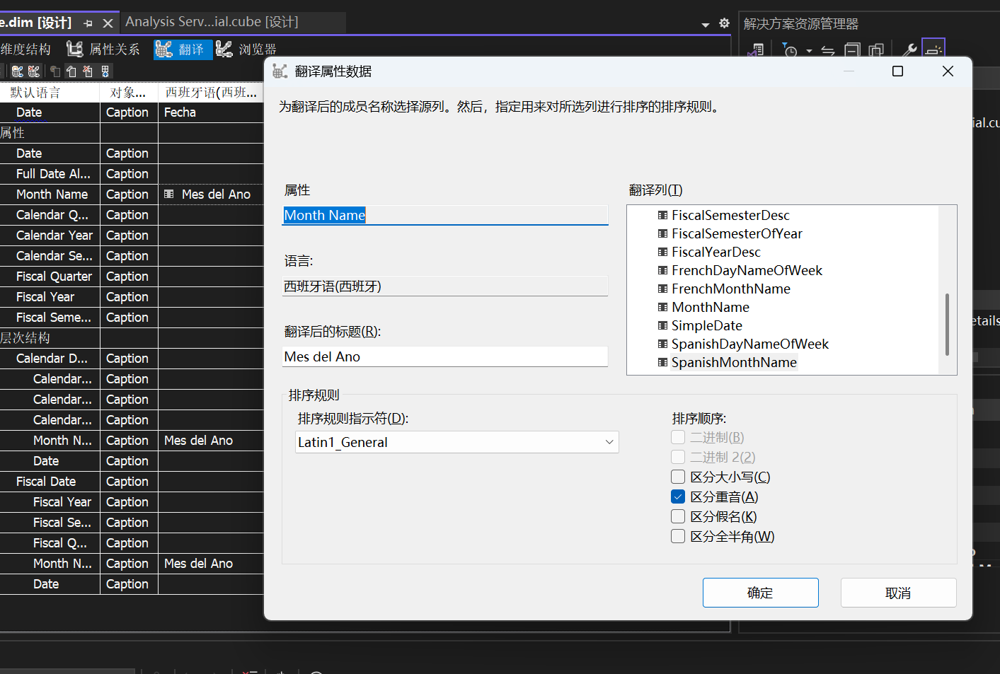 e.dim [设计]
Analysis Serv...ial.cube [设计]
解决方案资源管理器
维度结构
属性关系
翻译
浏览器
默认语言 对象... 西班牙语(西班...
Date Caption Fecha
属性
Date Caption
Full Date Al... Caption
Month Name Caption Mes del Ano
Calendar Q... Caption
Calendar Year Caption
Calendar Se... Caption
Fiscal Quarter Caption
Fiscal Year Caption
Fiscal Seme... Caption
层次结构
Calendar D... Caption
Calendar... Caption
Calendar... Caption
Calendar... Caption
Month N... Caption Mes del Ano
Date Caption
Fiscal Date Caption
Fiscal Year Caption
Fiscal Se... Caption
Fiscal Q... Caption
Month N... Caption Mes del Ano
Date Caption
翻译属性数据
为翻译后的成员名称选择源列。然后，指定用来对所选列进行排序的排序规则。
属性
Month Name
语言:
西班牙语(西班牙)
翻译后的标题(R):
Mes del Ano
翻译列(T)
FiscalSemesterDesc
FiscalSemesterOfYear
FiscalYearDesc
FrenchDayNameOfWeek
FrenchMonthName
MonthName
SimpleDate
SpanishDayNameOfWeek
SpanishMonthName
排序规则
排序规则指示符(D):
Latin1_General
排序顺序:
二进制(B)
二进制 2(2)
区分大小写(C)
区分重音(A)
区分假名(K)
区分全半角(W)
确定
取消
ial.cu
etails